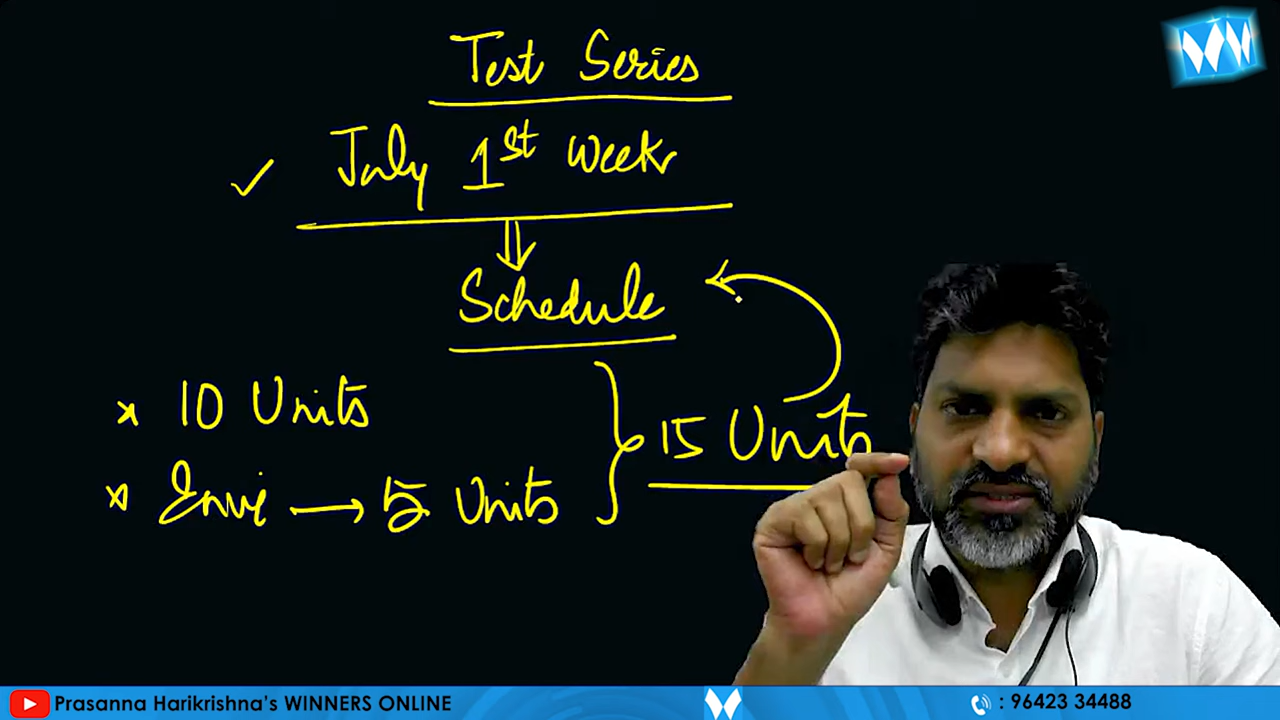 Test Series
✓ July 1st Week
⇓
Schedule
* 10 Units
* Envi → 5 Units
15 Units
Prasanna Harikrishna's WINNERS ONLINE
: 96423 34488